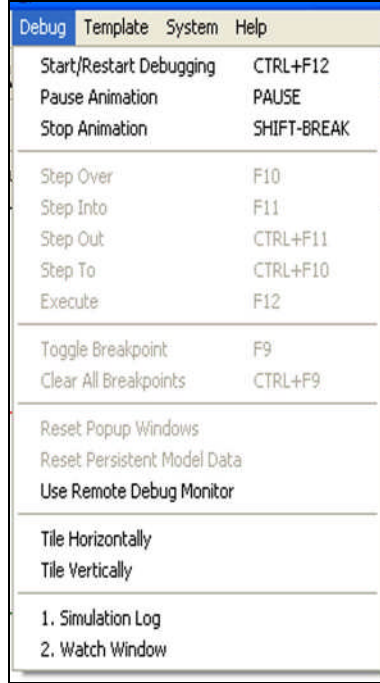 Debug Template System Help
Start/Restart Debugging CTRL+F12
Pause Animation PAUSE
Stop Animation SHIFT-BREAK
Step Over F10
Step Into F11
Step Out CTRL+F11
Step To CTRL+F10
Execute F12
Toggle Breakpoint F9
Clear All Breakpoints CTRL+F9
Reset Popup Windows
Reset Persistent Model Data
Use Remote Debug Monitor
Tile Horizontally
Tile Vertically
1. Simulation Log
2. Watch Window